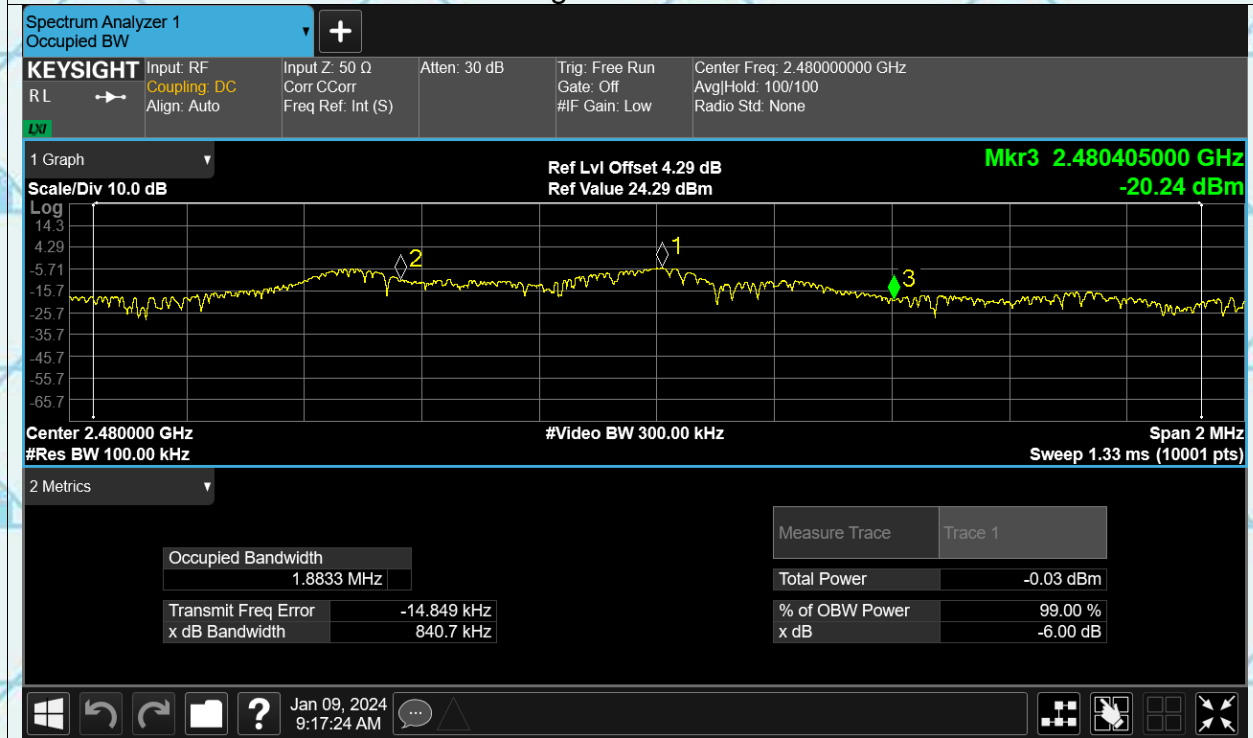 Spectrum Analyzer 1
Occupied BW
+
KEYSIGHT
R L
LXI
Input: RF
Coupling: DC
Align: Auto
Input Z: 50 Ω
Corr CCorr
Freq Ref: Int (S)
Atten: 30 dB
Trig: Free Run
Gate: Off
#IF Gain: Low
Center Freq: 2.480000000 GHz
Avg|Hold: 100/100
Radio Std: None
1 Graph
Scale/Div 10.0 dB
Ref Lvl Offset 4.29 dB
Ref Value 24.29 dBm
Mkr3 2.480405000 GHz
-20.24 dBm
Log
14.3
4.29
-5.71
-15.7
-25.7
-35.7
-45.7
-55.7
-65.7
2
1
3
Center 2.480000 GHz
#Video BW 300.00 kHz
Span 2 MHz
#Res BW 100.00 kHz
Sweep 1.33 ms (10001 pts)
2 Metrics
Measure Trace Trace 1
Occupied Bandwidth
1.8833 MHz
Total Power -0.03 dBm
Transmit Freq Error -14.849 kHz
% of OBW Power 99.00 %
x dB Bandwidth 840.7 kHz
x dB -6.00 dB
?
Jan 09, 2024
9:17:24 AM